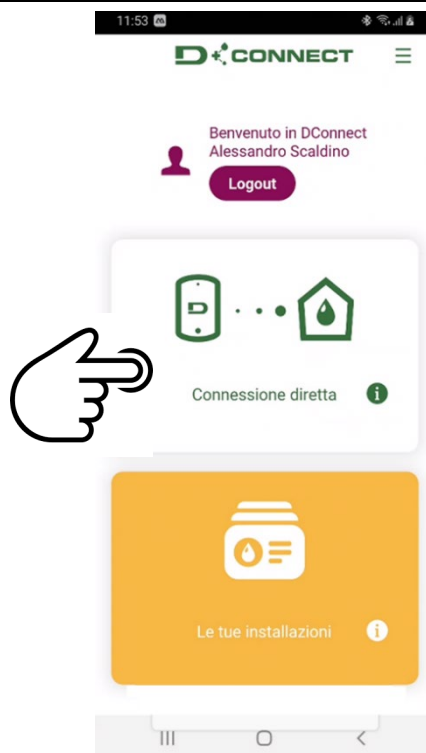 11:53
D+CONNECT
Benvenuto in DConnect
Alessandro Scaldino
Logout
D
Connessione diretta i
Le tue installazioni i